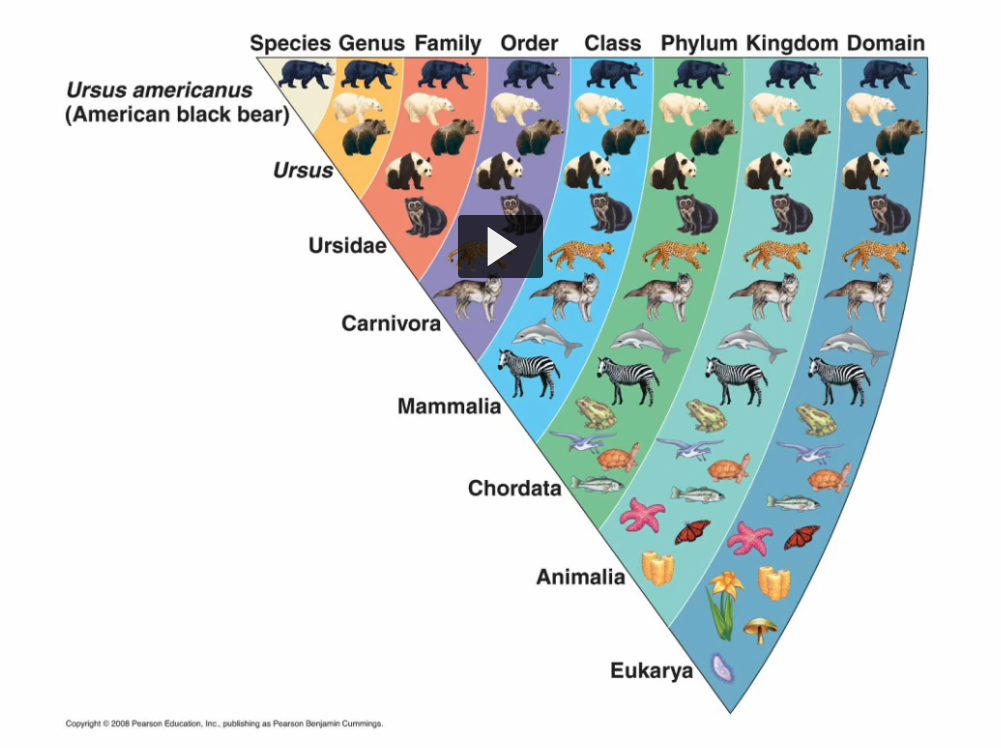 Species Genus Family Order Class Phylum Kingdom Domain
Ursus americanus
(American black bear)
Ursus
Ursidae
Carnivora
Mammalia
Chordata
Animalia
Eukarya
Copyright © 2008 Pearson Education, Inc., publishing as Pearson Benjamin Cummings.